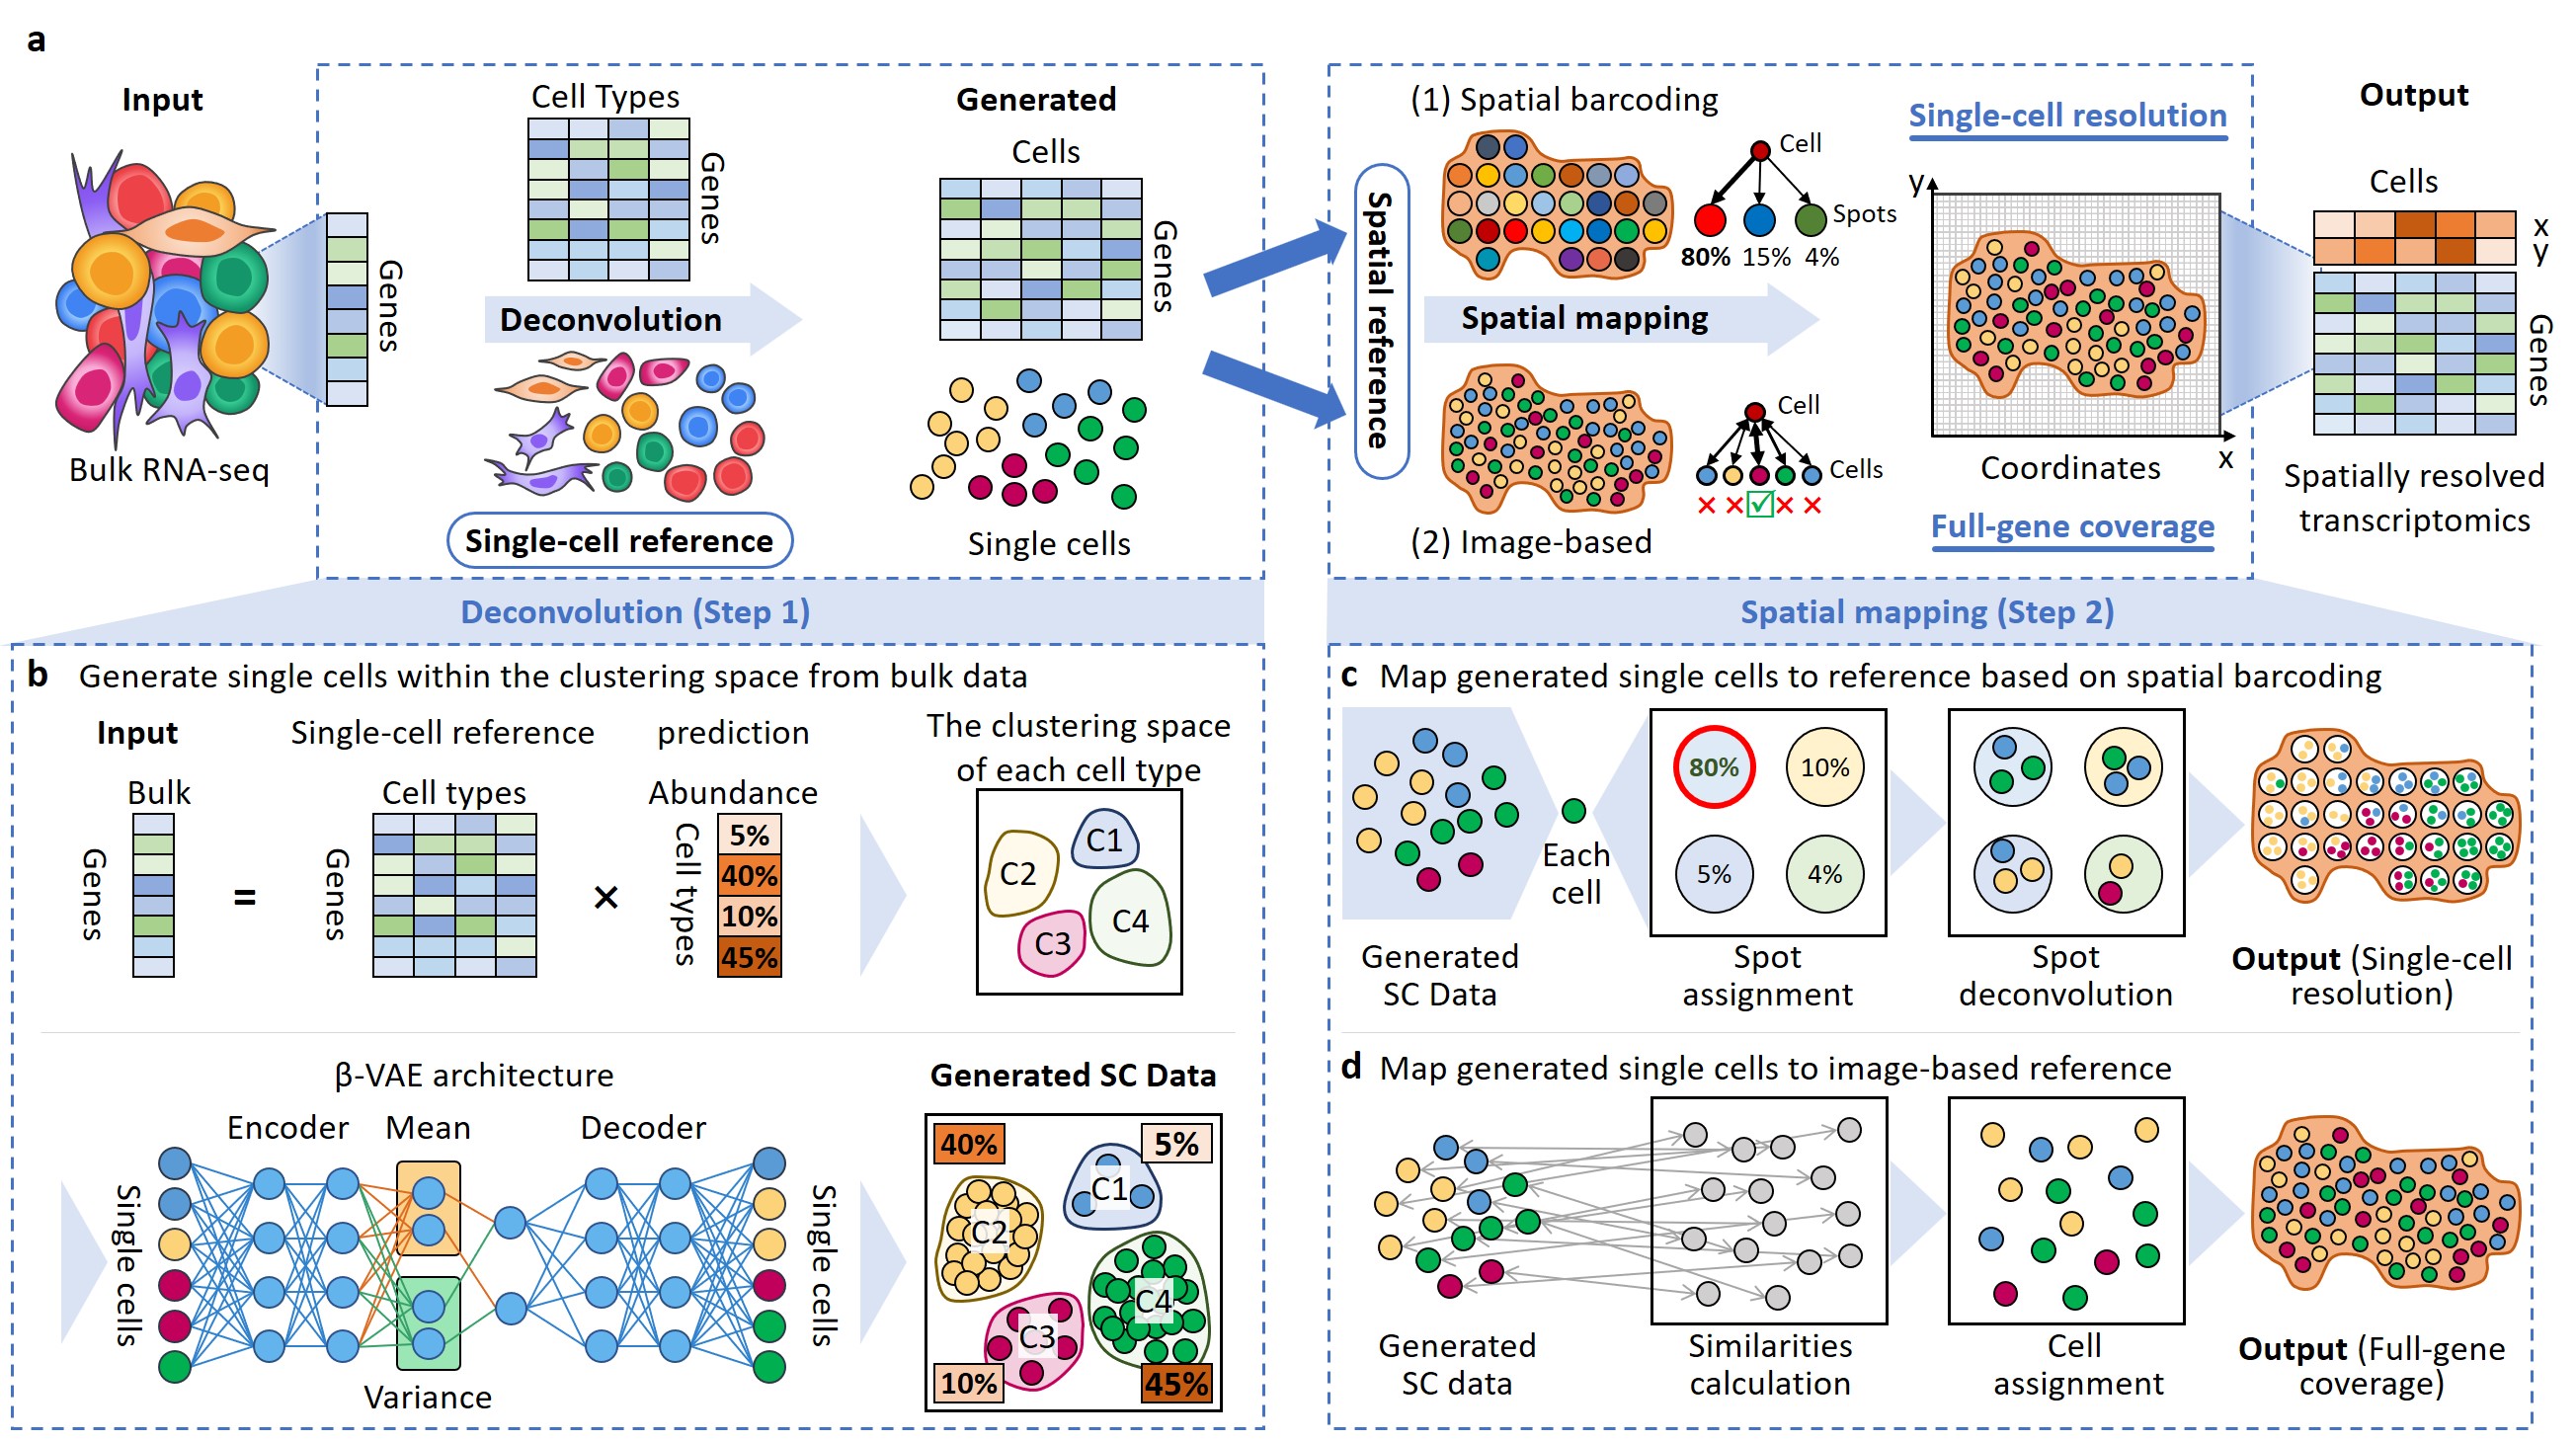 a
Input
Bulk RNA-seq
Genes
Cell Types
Genes
Deconvolution
Single-cell reference
Generated
Cells
Genes
Single cells
Spatial reference
(1) Spatial barcoding
Cell
Spots
80% 15% 4%
Spatial mapping
Cell
Cells
(2) Image-based
Single-cell resolution
y
x
Coordinates
Full-gene coverage
Output
Cells
x
y
Genes
Spatially resolved
transcriptomics
Deconvolution (Step 1)
Spatial mapping (Step 2)
b Generate single cells within the clustering space from bulk data
Input
Bulk
Genes
=
Single-cell reference
Cell types
Genes
×
prediction
Abundance
Cell types
5%
40%
10%
45%
The clustering space
of each cell type
C1
C2
C3
C4
β-VAE architecture
Encoder
Mean
Decoder
Single cells
Variance
Single cells
Generated SC Data
40%
5%
C1
C2
C3
C4
10%
45%
c Map generated single cells to reference based on spatial barcoding
Generated
SC Data
Each
cell
80%
10%
5%
4%
Spot
assignment
Spot
deconvolution
Output (Single-cell
resolution)
d Map generated single cells to image-based reference
Generated
SC data
Similarities
calculation
Cell
assignment
Output (Full-gene
coverage)